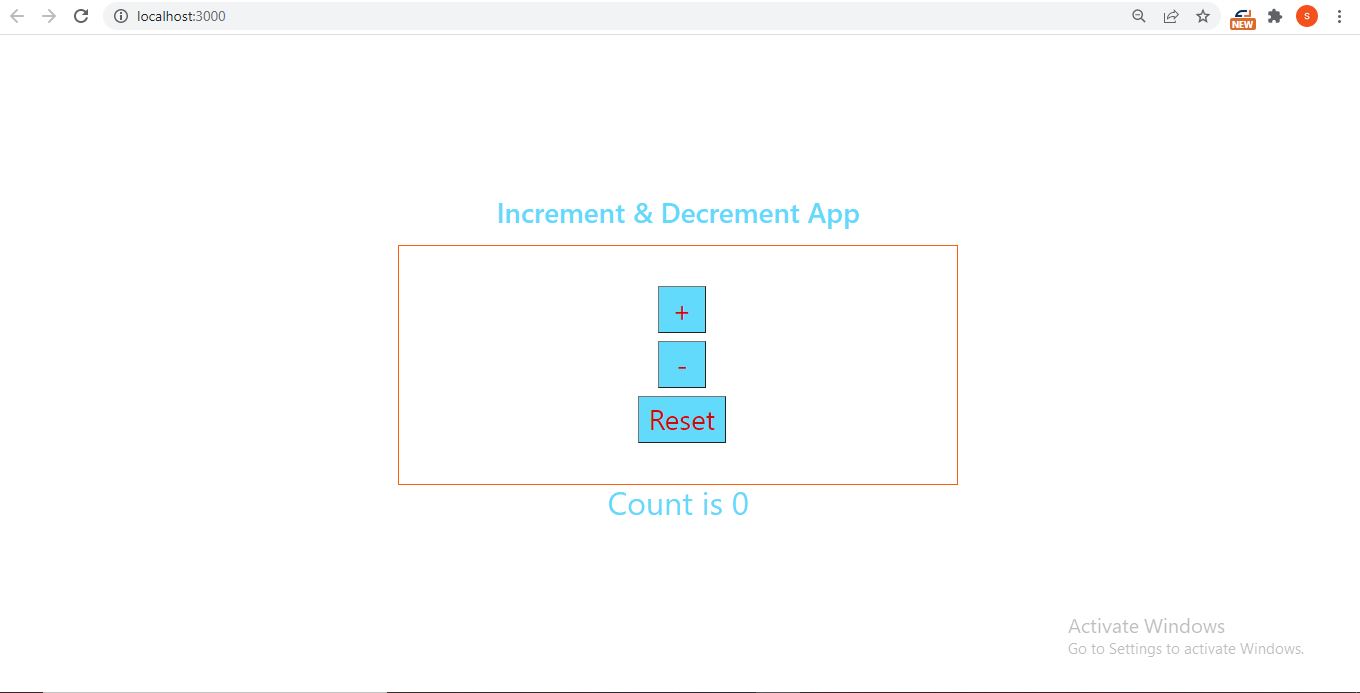 localhost:3000
NEW
S
Increment & Decrement App
+
-
Reset
Count is 0
Activate Windows
Go to Settings to activate Windows.